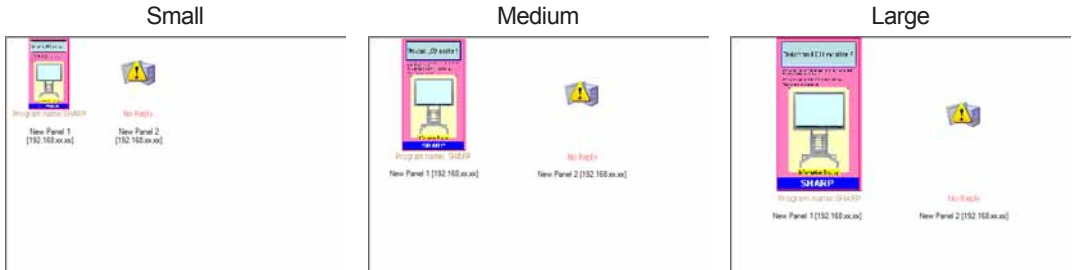 Small
Medium
Large
SHARP
Program name:SHARP
No Reply
New Panel 1
[192.168.xx.xx]
New Panel 2
[192.168.xx.xx]
SHARP
Program name: SHARP
No Reply
New Panel 1 [192.168.xx.xx]
New Panel 2 [192.168.xx.xx]
SHARP
Program name: SHARP
No Reply
New Panel 1 [192.168.xx.xx]
New Panel 2 [192.168.xx.xx]